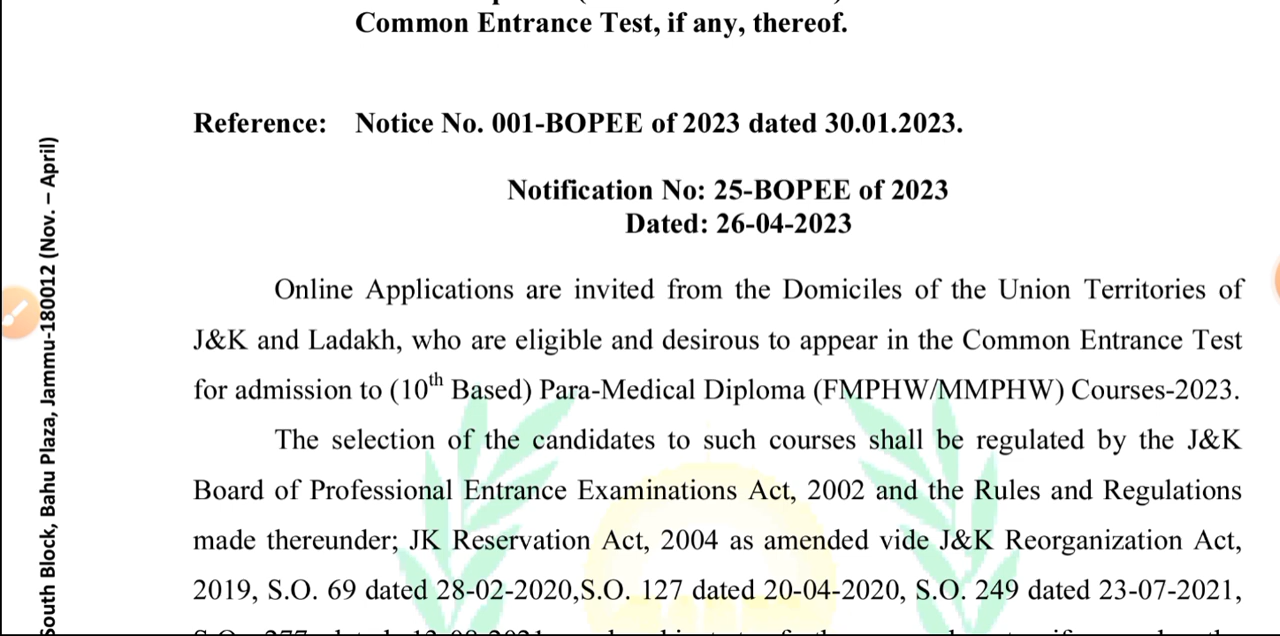 Common Entrance Test, if any, thereof.
Reference: Notice No. 001-BOPEE of 2023 dated 30.01.2023.
Notification No: 25-BOPEE of 2023
Dated: 26-04-2023
Online Applications are invited from the Domiciles of the Union Territories of
J&K and Ladakh, who are eligible and desirous to appear in the Common Entrance Test
for admission to (10th Based) Para-Medical Diploma (FMPHW/MMPHW) Courses-2023.
The selection of the candidates to such courses shall be regulated by the J&K
Board of Professional Entrance Examinations Act, 2002 and the Rules and Regulations
made thereunder; JK Reservation Act, 2004 as amended vide J&K Reorganization Act,
2019, S.O. 69 dated 28-02-2020,S.O. 127 dated 20-04-2020, S.O. 249 dated 23-07-2021,
South Block, Bahu Plaza, Jammu-180012 (Nov. – April)